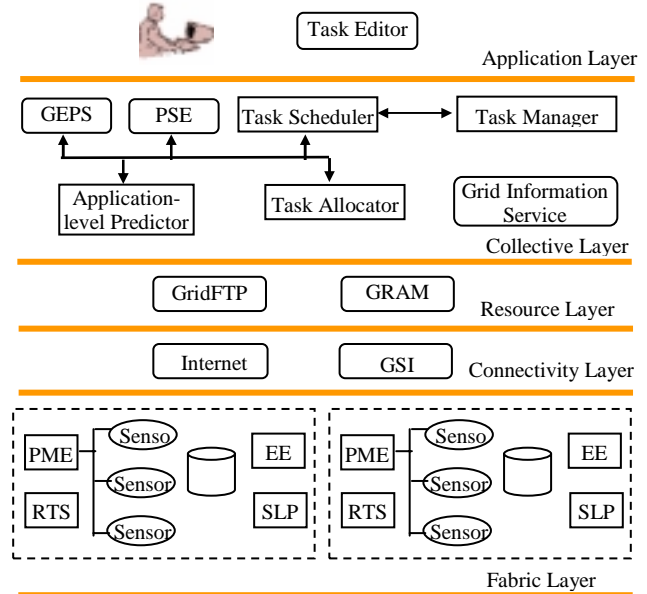 Task Editor
Application Layer
GEPS
PSE
Task Scheduler
Task Manager
Application-
level Predictor
Task Allocator
Grid Information
Service
Collective Layer
GridFTP
GRAM
Resource Layer
Internet
GSI
Connectivity Layer
PME
Senso
Sensor
Sensor
EE
RTS
SLP
PME
Senso
Sensor
Sensor
EE
RTS
SLP
Fabric Layer